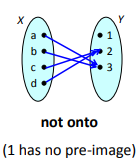 X Y
a 1
b 2
c 3
d
not onto
(1 has no pre-image)